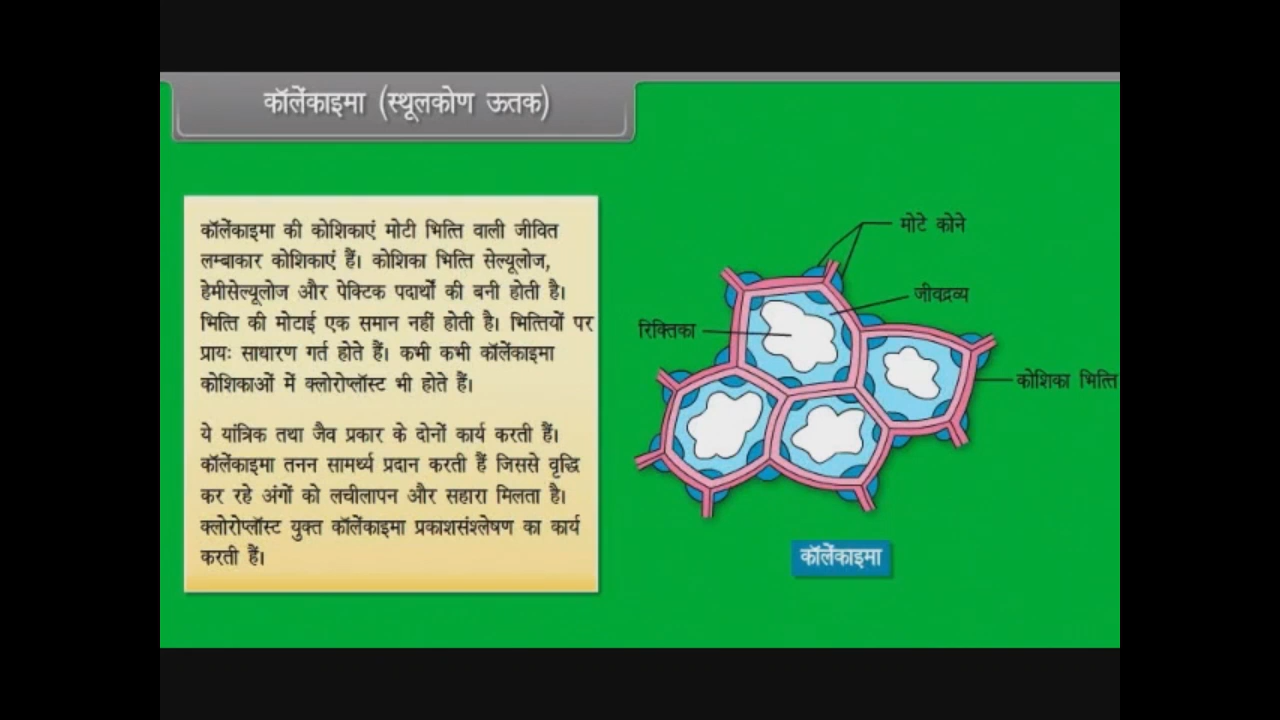 कॉलेंकाइमा (स्थूलकोण ऊतक)
कॉलेंकाइमा की कोशिकाएं मोटी भित्ति वाली जीवित
लम्बाकार कोशिकाएं हैं। कोशिका भित्ति सेल्यूलोज,
हेमीसेल्यूलोज और पेक्टिक पदार्थों की बनी होती है।
भित्ति की मोटाई एक समान नहीं होती है। भित्तियों पर
प्रायः साधारण गर्त होते हैं। कभी कभी कॉलेंकाइमा
कोशिकाओं में क्लोरोप्लॉस्ट भी होते हैं।
ये यांत्रिक तथा जैव प्रकार के दोनों कार्य करती हैं।
कॉलेंकाइमा तनन सामर्थ्य प्रदान करती हैं जिससे वृद्धि
कर रहे अंगों को लचीलापन और सहारा मिलता है।
क्लोरोप्लॉस्ट युक्त कॉलेंकाइमा प्रकाशसंश्लेषण का कार्य
करती हैं।
मोटे कोने
जीवद्रव्य
रिक्तिका
कोशिका भित्ति
कॉलेंकाइमा